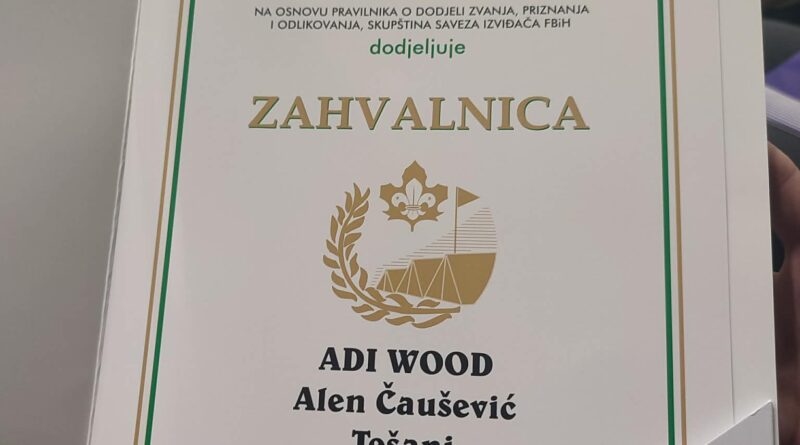 NA OSNOVU PRAVILNIKA O DODJELI ZVANJA, PRIZNANJA
I ODLIKOVANJA, SKUPŠTINA SAVEZA IZVIĐAČA FBiH
dodjeljuje
ZAHVALNICA
ADI WOOD
Alen Čaušević